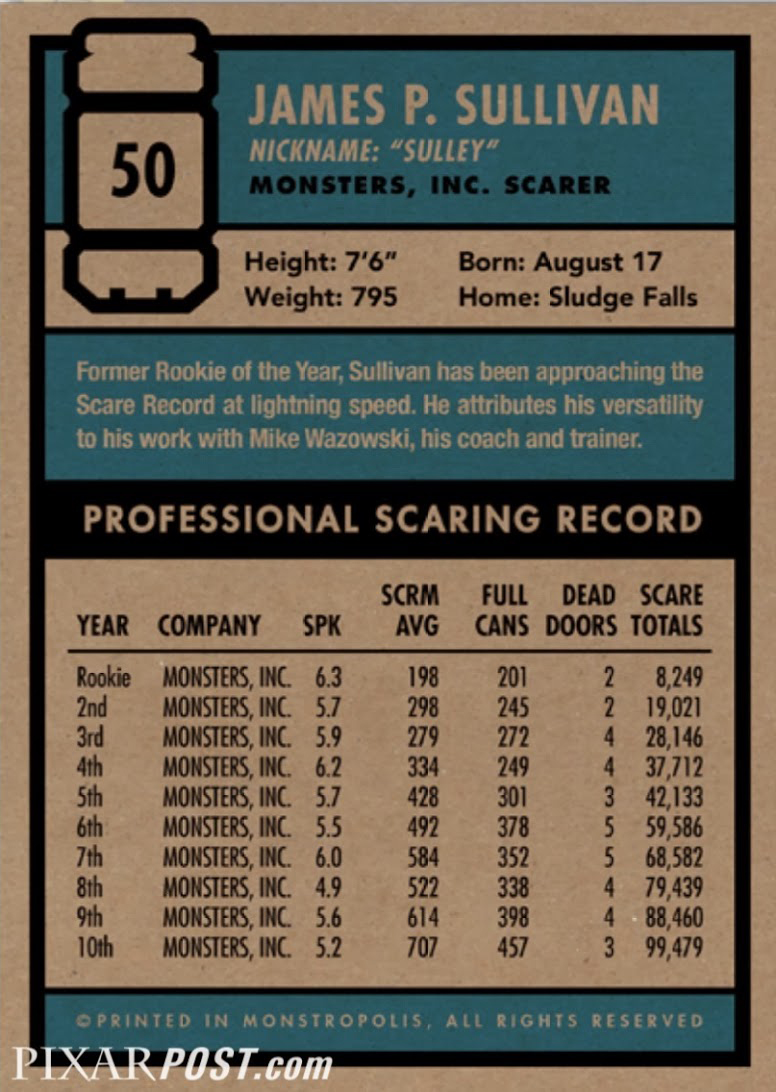 50
JAMES P. SULLIVAN
NICKNAME: “SULLEY”
MONSTERS, INC. SCARER
Height: 7’6” Born: August 17
Weight: 795 Home: Sludge Falls
Former Rookie of the Year, Sullivan has been approaching the
Scare Record at lightning speed. He attributes his versatility
to his work with Mike Wazowski, his coach and trainer.
PROFESSIONAL SCARING RECORD
SCRM FULL DEAD SCARE
YEAR COMPANY SPK AVG CANS DOORS TOTALS
Rookie MONSTERS, INC. 6.3 198 201 2 8,249
2nd MONSTERS, INC. 5.7 298 245 2 19,021
3rd MONSTERS, INC. 5.9 279 272 4 28,146
4th MONSTERS, INC. 6.2 334 249 4 37,712
5th MONSTERS, INC. 5.7 428 301 3 42,133
6th MONSTERS, INC. 5.5 492 378 5 59,586
7th MONSTERS, INC. 6.0 584 352 5 68,582
8th MONSTERS, INC. 4.9 522 338 4 79,439
9th MONSTERS, INC. 5.6 614 398 4 88,460
10th MONSTERS, INC. 5.2 707 457 3 99,479
©PRINTED IN MONSTROPOLIS, ALL RIGHTS RESERVED
PIXARPOST.com